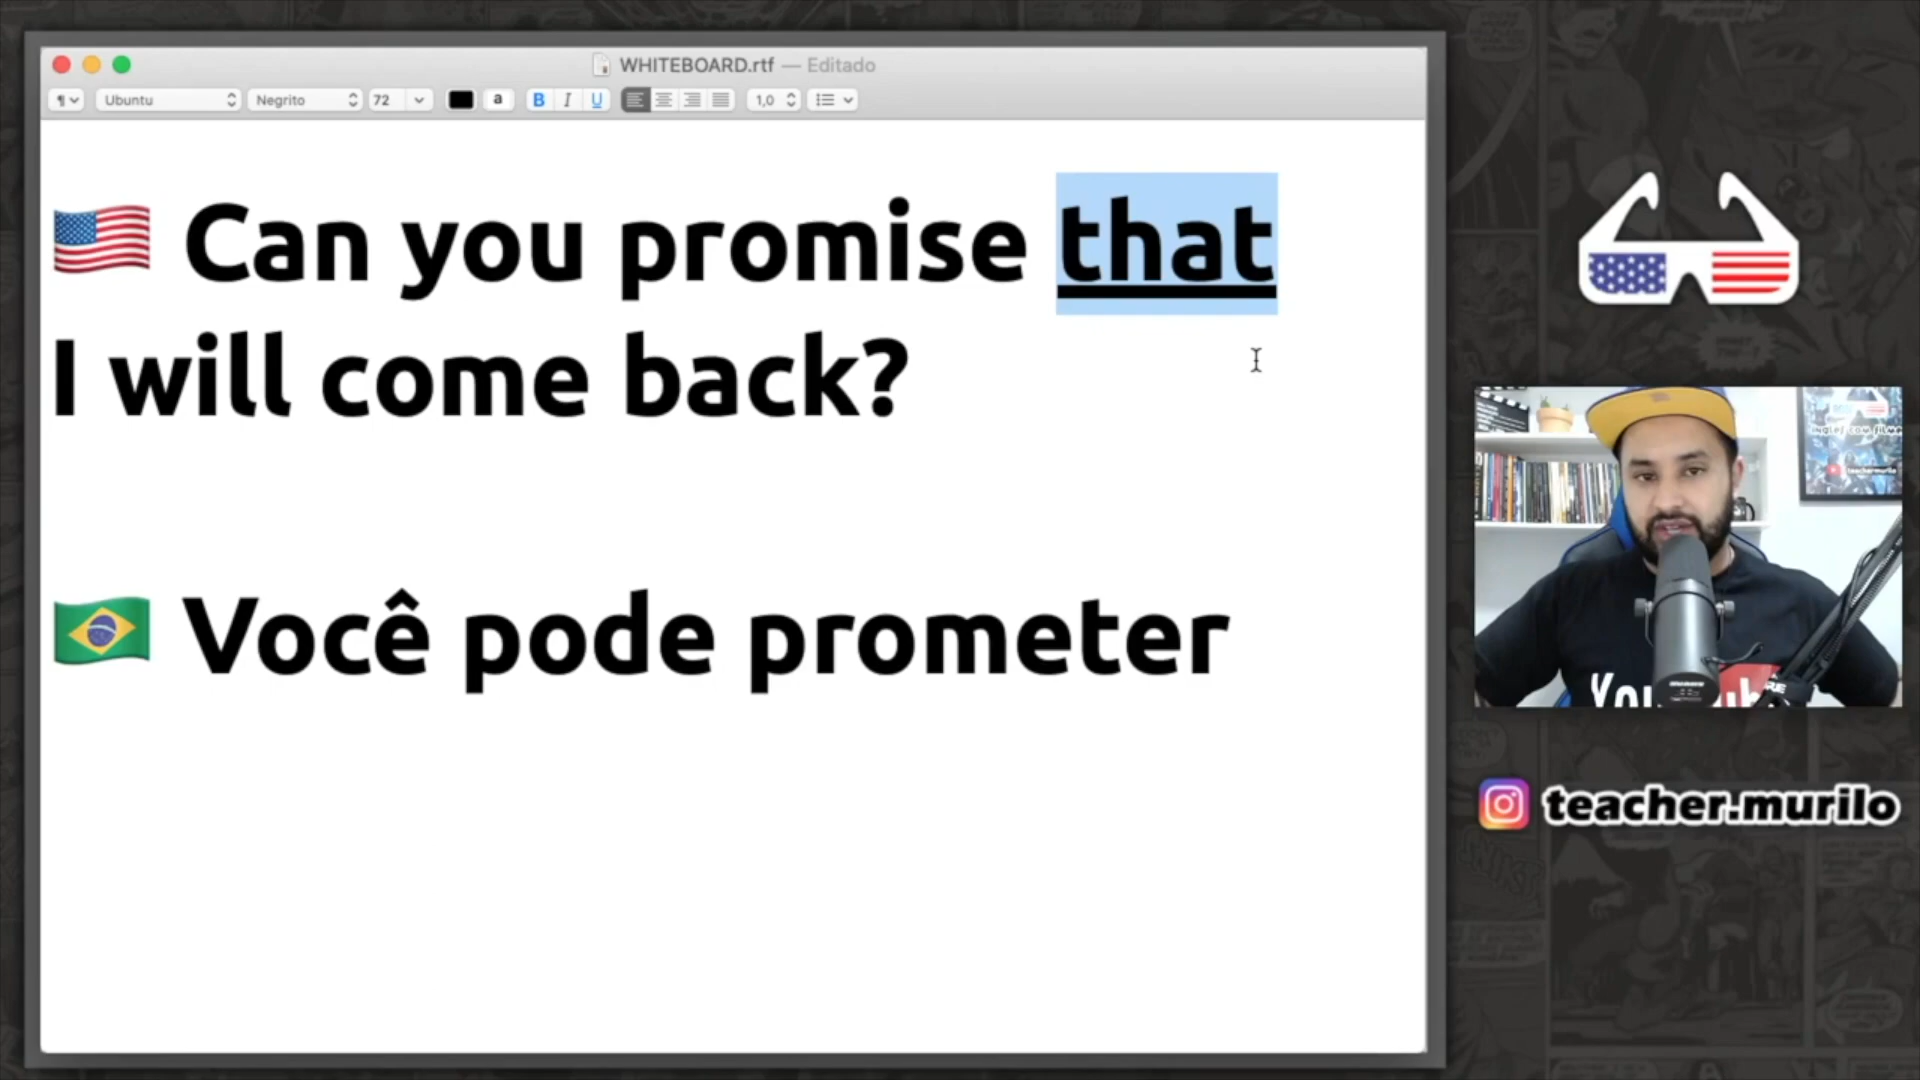 WHITEBOARD.rtf — Editado
¶ Ubuntu Negrito 72 a B I U 1,0
🇺🇸 Can you promise that
I will come back?
🇧🇷 Você pode prometer
teacher.murilo